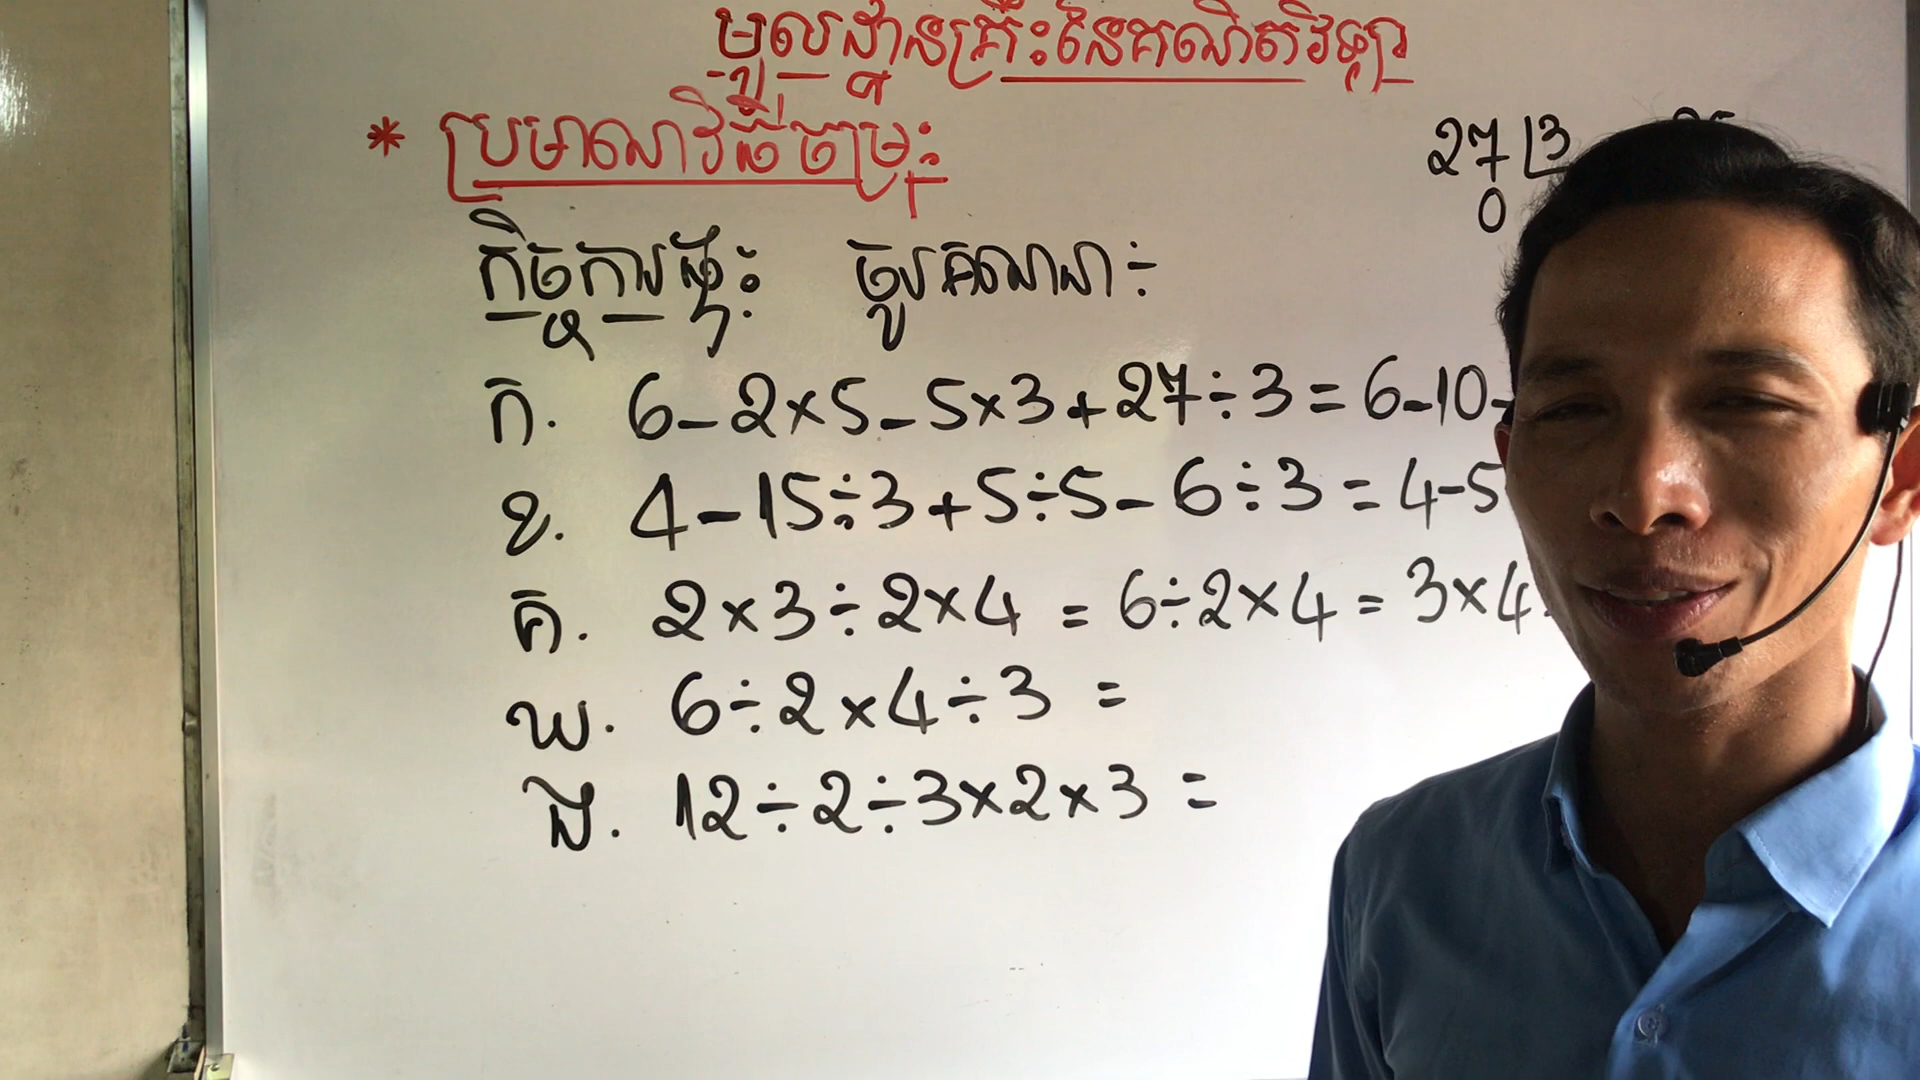 មូលដ្ឋានគ្រឹះនៃគណិតវិទ្យា
* ប្រមាណវិធីចម្រុះ
27 3
0
កិច្ចការផ្ទះ ចូរគណនា ÷
ក. 6-2×5-5×3+27÷3=6-10-
ខ. 4-15÷3+5÷5-6÷3=4-5
គ. 2×3÷2×4=6÷2×4=3×4
ឃ. 6÷2×4÷3=
ង. 12÷2÷3×2×3=